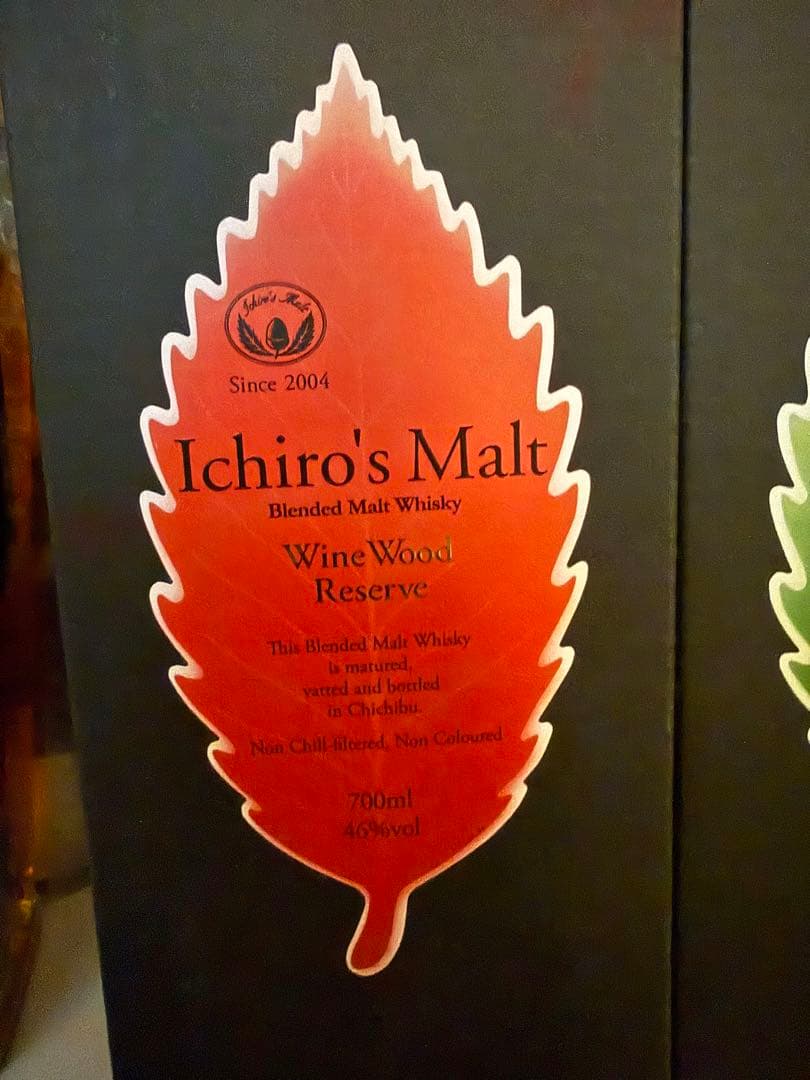 Ichiro's Malt
Since 2004
Ichiro's Malt
Blended Malt Whisky
Wine Wood
Reserve
This Blended Malt Whisky
is matured,
vatted and bottled
in Chichibu.
Non Chill-filtered, Non Coloured
700ml
46%vol